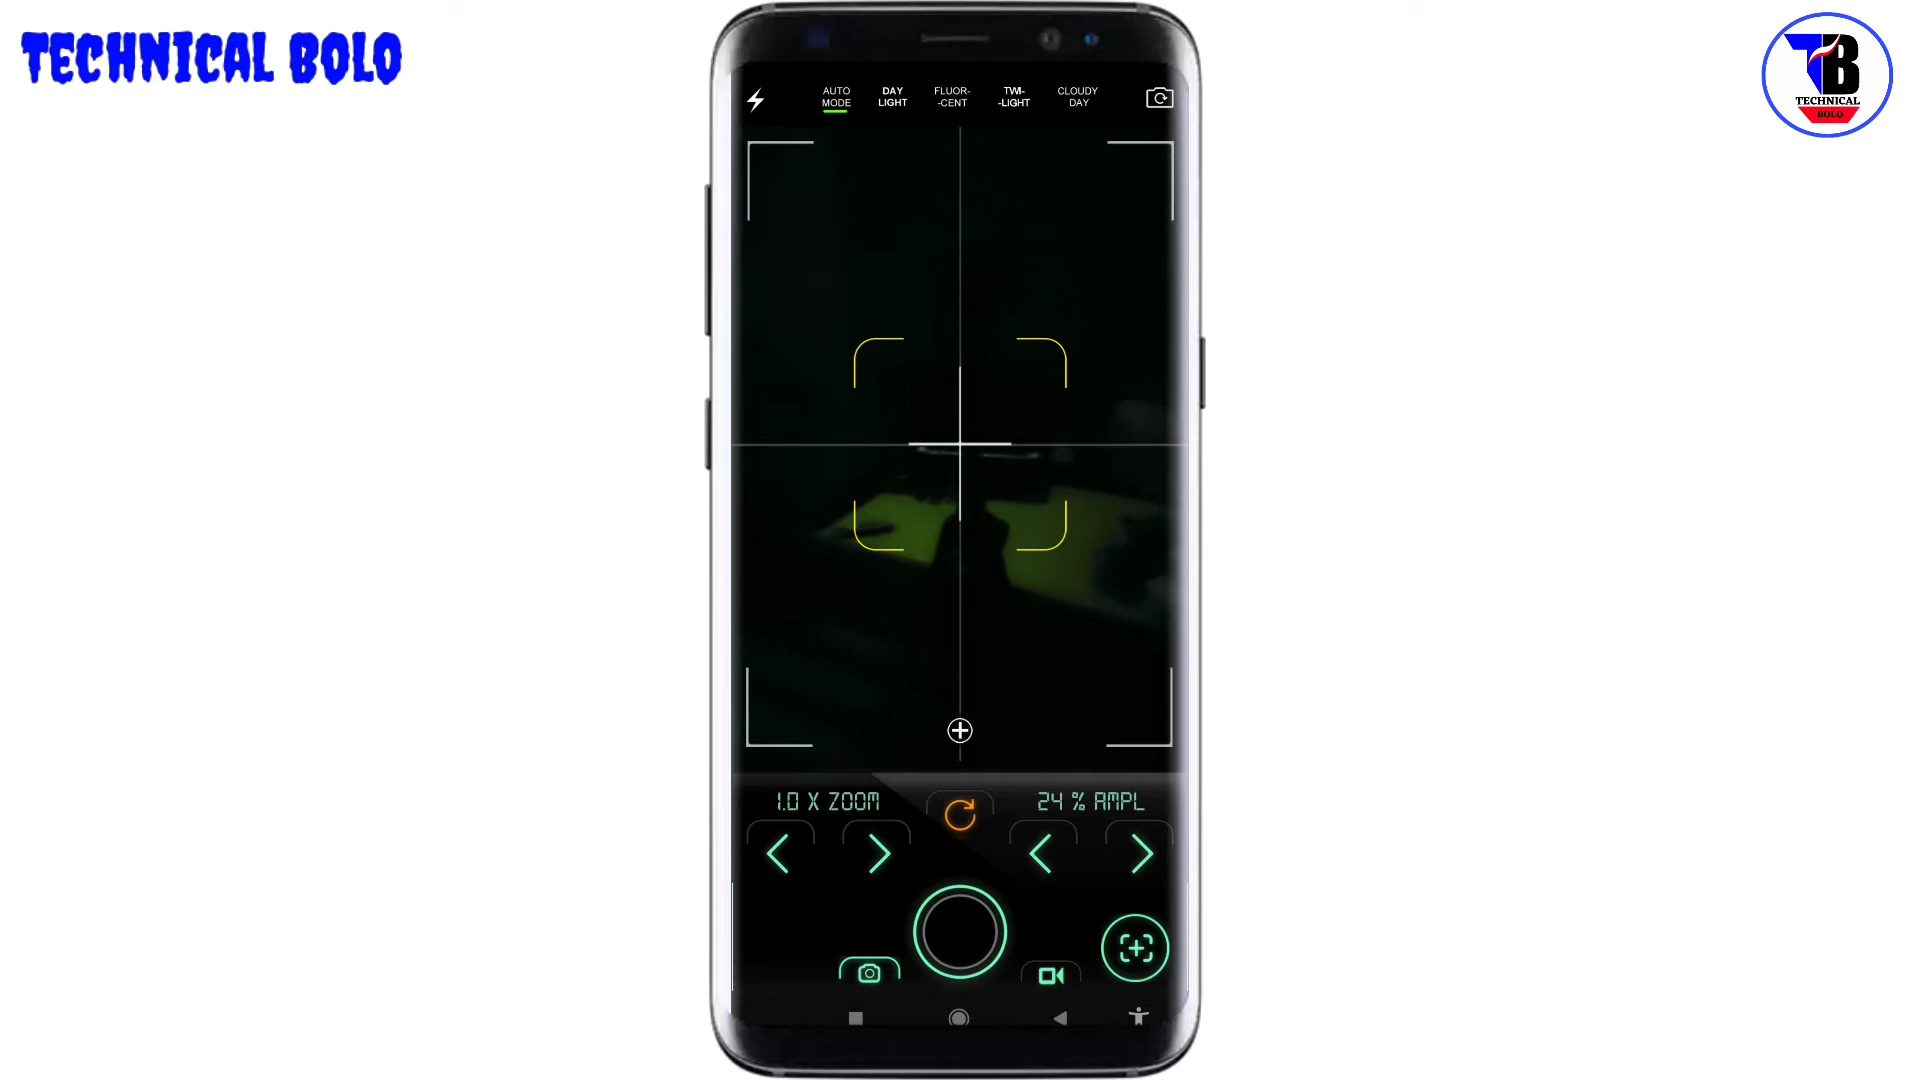 TECHNICAL BOLO
TB
TECHNICAL
BOLO
AUTO
MODE
DAY
LIGHT
FLUOR-
-CENT
TWI-
-LIGHT
CLOUDY
DAY
1.0 X ZOOM
24 % AMPL